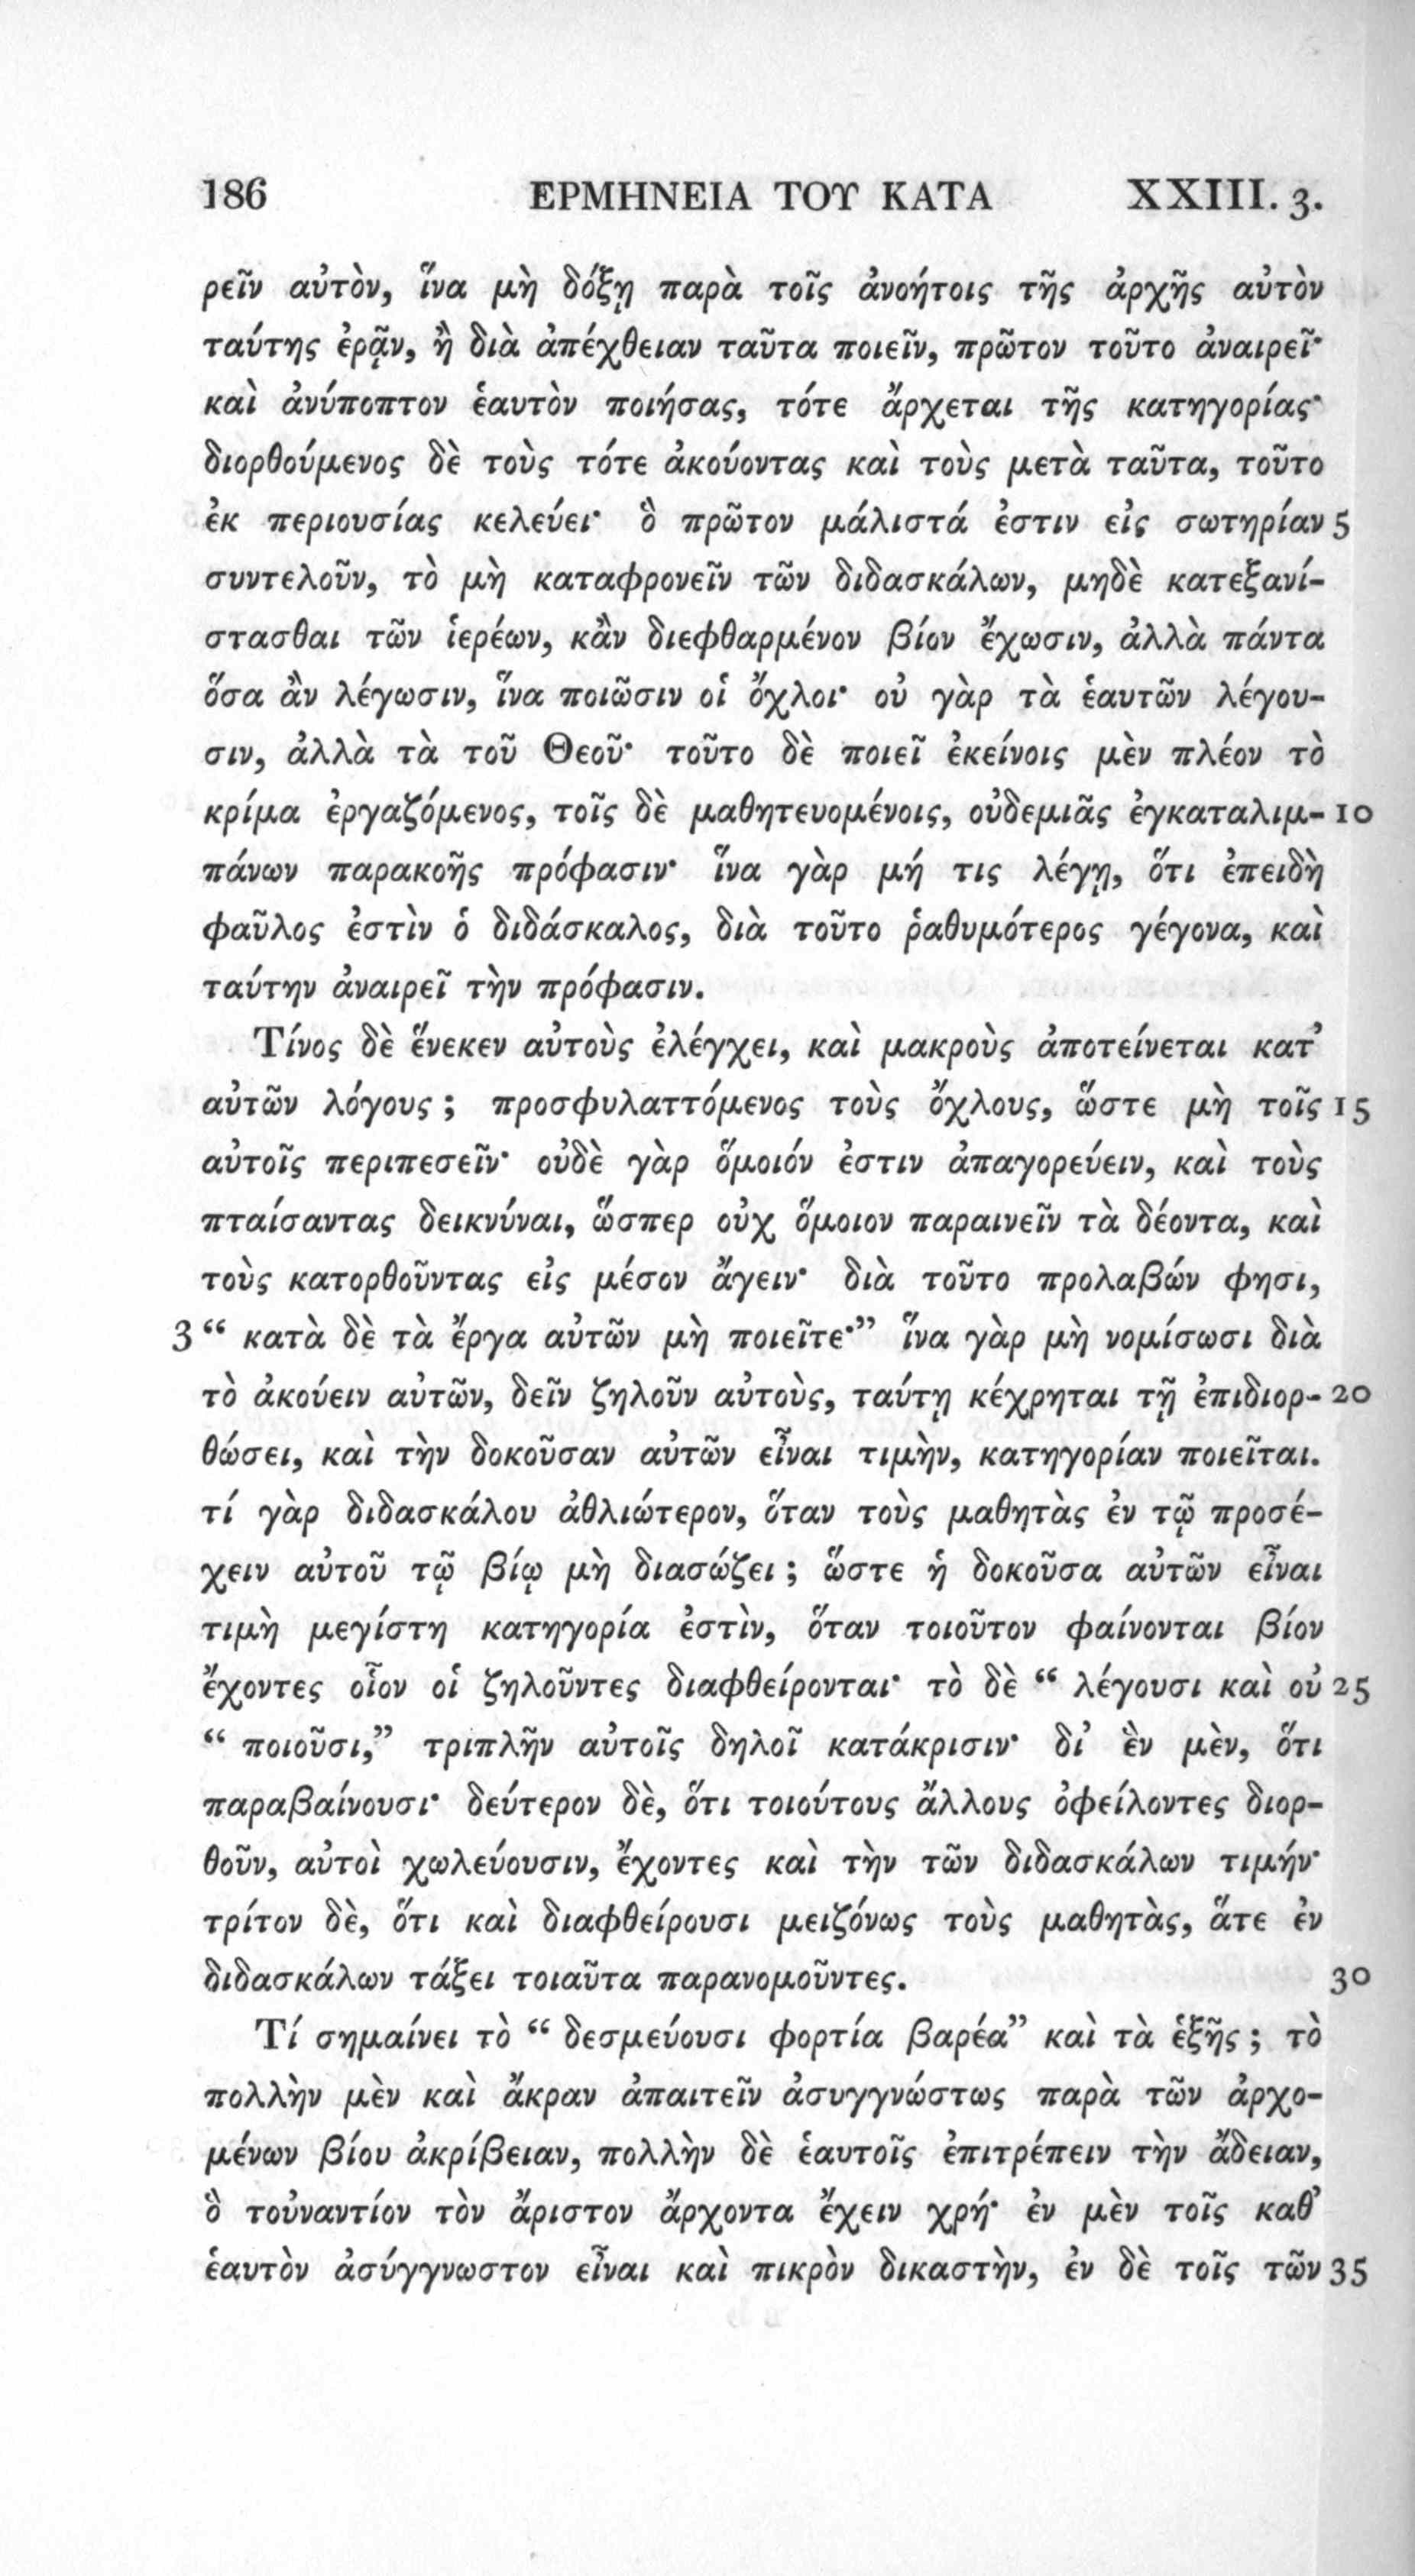 186 ΕΡΜΗΝΕΙΑ ΤΟΥ ΚΑΤΑ XXIII. 3.
ρεῖν αὐτὸν, ἵνα μὴ δόξῃ παρὰ τοῖς ἀνοήτοις τῆς ἀρχῆς αὐτὸν
ταύτης ἐρᾷν, ἢ διὰ ἀπέχθειαν ταῦτα ποιεῖν, πρῶτον τοῦτο ἀναιρεῖ·
καὶ ἀνύποπτον ἑαυτὸν ποιήσας, τότε ἄρχεται τῆς κατηγορίας·
διορθούμενος δὲ τοὺς τότε ἀκούοντας καὶ τοὺς μετὰ ταῦτα, τοῦτο
ἐκ περιουσίας κελεύει· ὃ πρῶτον μάλιστά ἐστιν εἰς σωτηρίαν 5
συντελοῦν, τὸ μὴ καταφρονεῖν τῶν διδασκάλων, μηδὲ κατεξανί-
στασθαι τῶν ἱερέων, κἂν διεφθαρμένον βίον ἔχωσιν, ἀλλὰ πάντα
ὅσα ἂν λέγωσιν, ἵνα ποιῶσιν οἱ ὄχλοι· οὐ γὰρ τὰ ἑαυτῶν λέγου-
σιν, ἀλλὰ τὰ τοῦ Θεοῦ· τοῦτο δὲ ποιεῖ ἐκείνοις μὲν πλέον τὸ
κρίμα ἐργαζόμενος, τοῖς δὲ μαθητευομένοις, οὐδεμιᾶς ἐγκαταλιμ- 10
πάνων παρακοῆς πρόφασιν· ἵνα γὰρ μή τις λέγῃ, ὅτι ἐπειδὴ
φαῦλος ἐστὶν ὁ διδάσκαλος, διὰ τοῦτο ῥαθυμότερος γέγονα, καὶ
ταύτην ἀναιρεῖ τὴν πρόφασιν.
Τίνος δὲ ἕνεκεν αὐτοὺς ἐλέγχει, καὶ μακροὺς ἀποτείνεται κατ’
αὐτῶν λόγους ; προσφυλαττόμενος τοὺς ὄχλους, ὥστε μὴ τοῖς 15
αὐτοῖς περιπεσεῖν· οὐδὲ γὰρ ὅμοιόν ἐστιν ἀπαγορεύειν, καὶ τοὺς
πταίσαντας δεικνύναι, ὥσπερ οὐχ ὅμοιον παραινεῖν τὰ δέοντα, καὶ
τοὺς κατορθοῦντας εἰς μέσον ἄγειν· διὰ τοῦτο προλαβών φησι,
3 “ κατὰ δὲ τὰ ἔργα αὐτῶν μὴ ποιεῖτε·” ἵνα γὰρ μὴ νομίσωσι διὰ
τὸ ἀκούειν αὐτῶν, δεῖν ζηλοῦν αὐτοὺς, ταύτῃ κέχρηται τῇ ἐπιδιορ- 20
θώσει, καὶ τὴν δοκοῦσαν αὐτῶν εἶναι τιμὴν, κατηγορίαν ποιεῖται.
τί γὰρ διδασκάλου ἀθλιώτερον, ὅταν τοὺς μαθητὰς ἐν τῷ προσέ-
χειν αὐτοῦ τῷ βίῳ μὴ διασώζει ; ὥστε ἡ δοκοῦσα αὐτῶν εἶναι
τιμὴ μεγίστη κατηγορία ἐστὶν, ὅταν τοιοῦτον φαίνονται βίον
ἔχοντες οἷον οἱ ζηλοῦντες διαφθείρονται· τὸ δὲ “ λέγουσι καὶ οὐ 25
“ ποιοῦσι,” τριπλῆν αὐτοῖς δηλοῖ κατάκρισιν· δι’ ἓν μὲν, ὅτι
παραβαίνουσι· δεύτερον δὲ, ὅτι τοιούτους ἄλλους ὀφείλοντες διορ-
θοῦν, αὐτοὶ χωλεύουσιν, ἔχοντες καὶ τὴν τῶν διδασκάλων τιμήν·
τρίτον δὲ, ὅτι καὶ διαφθείρουσι μειζόνως τοὺς μαθητὰς, ἅτε ἐν
διδασκάλων τάξει τοιαῦτα παρανομοῦντες. 30
Τί σημαίνει τὸ “ δεσμεύουσι φορτία βαρέα” καὶ τὰ ἑξῆς ; τὸ
πολλὴν μὲν καὶ ἄκραν ἀπαιτεῖν ἀσυγγνώστως παρὰ τῶν ἀρχο-
μένων βίου ἀκρίβειαν, πολλὴν δὲ ἑαυτοῖς ἐπιτρέπειν τὴν ἄδειαν,
ὃ τοὐναντίον τὸν ἄριστον ἄρχοντα ἔχειν χρή· ἐν μὲν τοῖς καθ’
ἑαυτὸν ἀσύγγνωστον εἶναι καὶ πικρὸν δικαστὴν, ἐν δὲ τοῖς τῶν 35